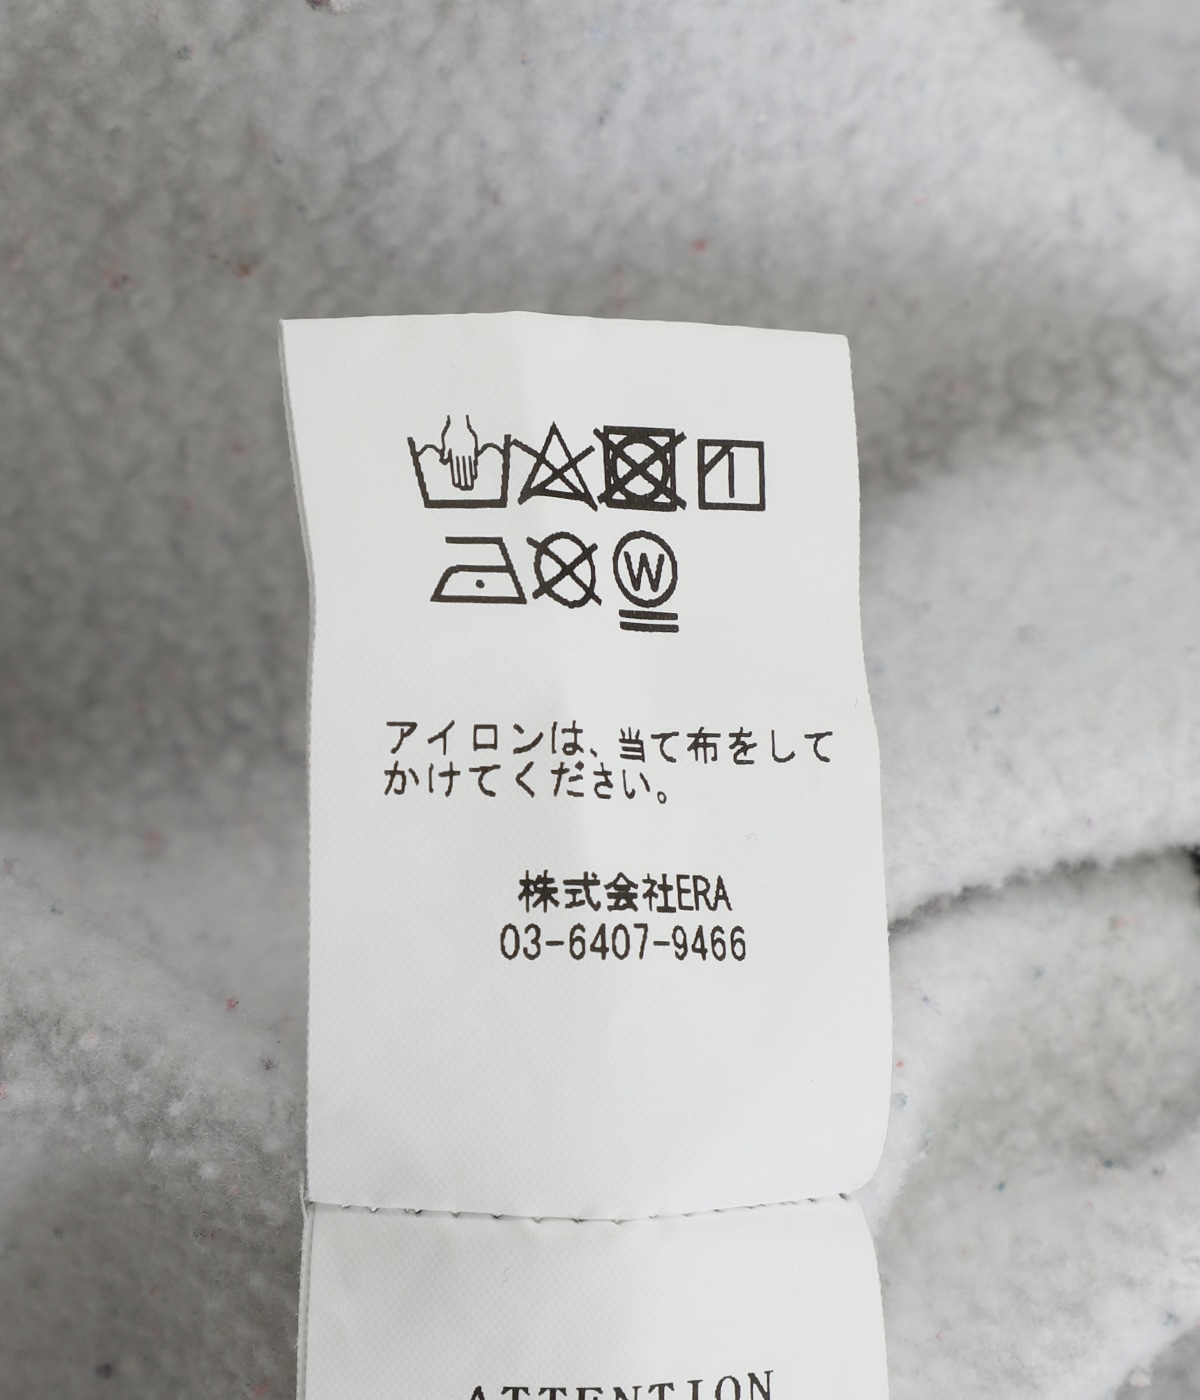 W
アイロンは、当て布をして
かけてください。
株式会社ERA
03-6407-9466
ATTENTION